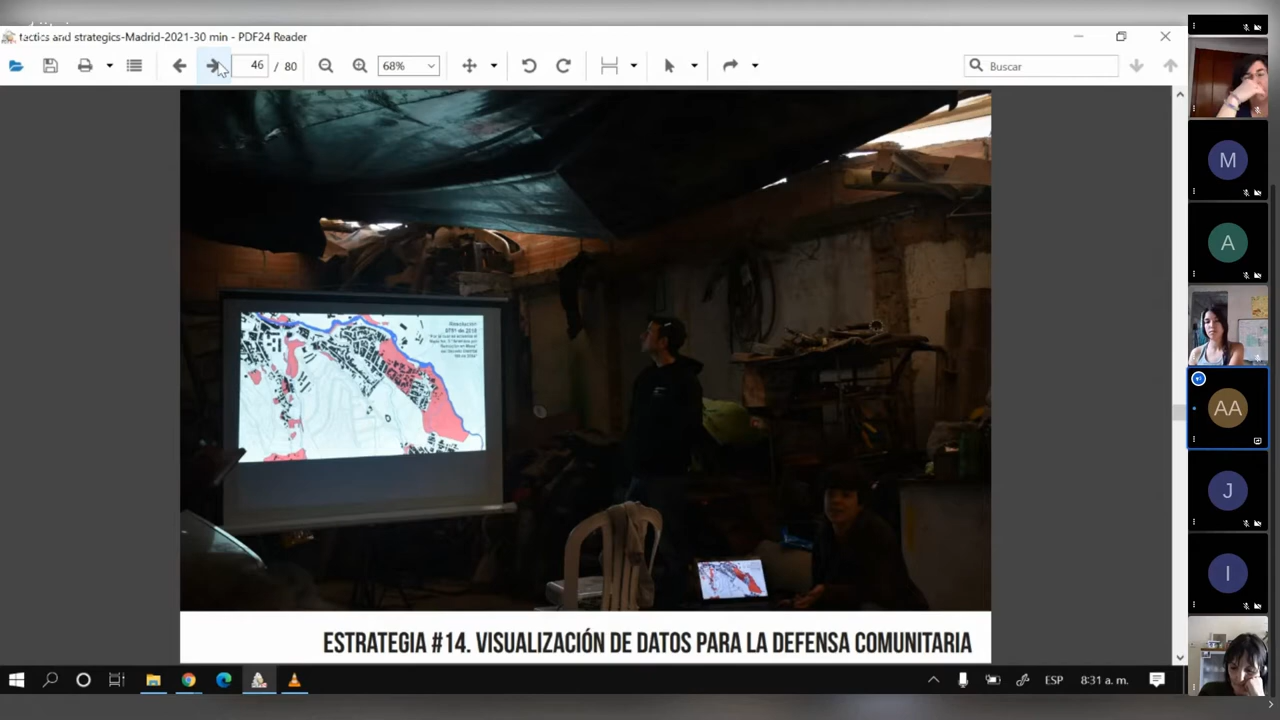 tactics and strategics-Madrid-2021-30 min - PDF24 Reader
46 / 80
68%
Buscar
M
A
AA
J
I
ESTRATEGIA #14. VISUALIZACIÓN DE DATOS PARA LA DEFENSA COMUNITARIA
ESP
8:31 a. m.